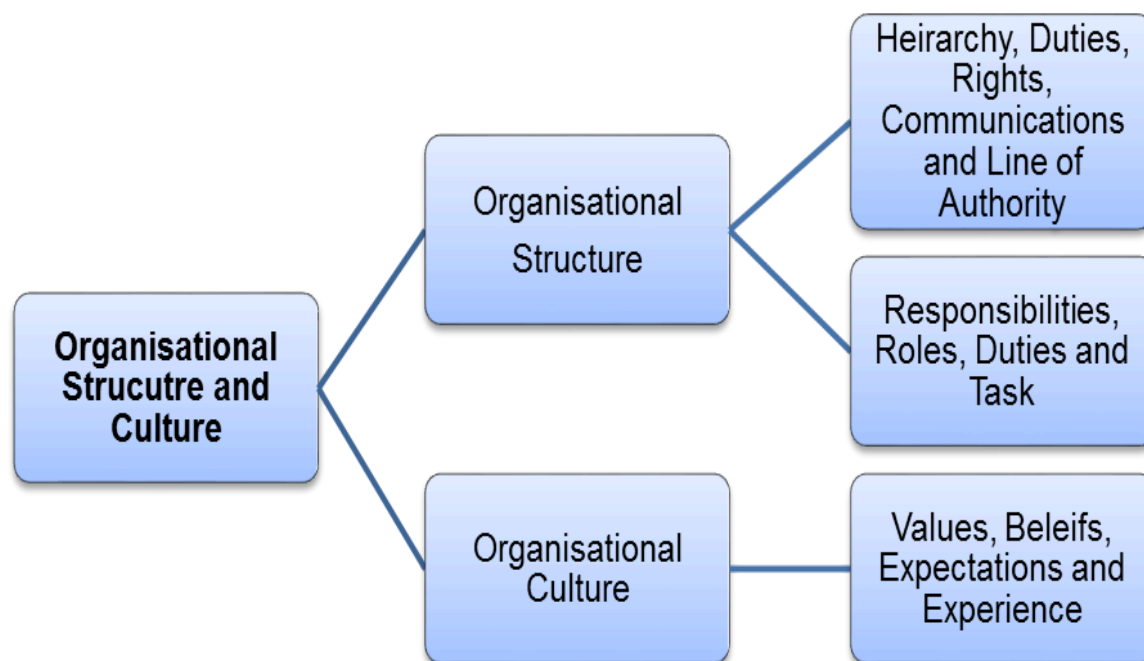 Organisational
Strucutre and
Culture
Organisational
Structure
Heirarchy, Duties,
Rights,
Communications
and Line of
Authority
Responsibilities,
Roles, Duties and
Task
Organisational
Culture
Values, Beleifs,
Expectations and
Experience